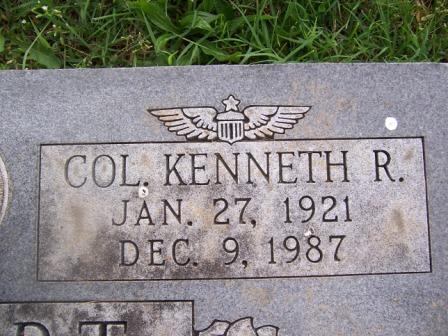 COL. KENNETH R.
JAN. 27, 1921
DEC. 9, 1987